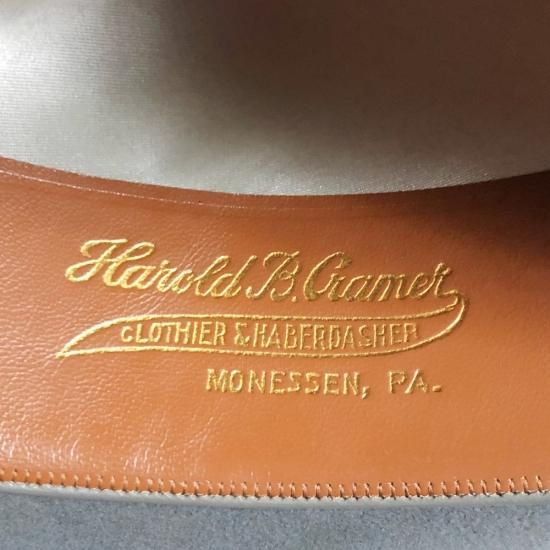 Harold B. Cramer
CLOTHIER & HABERDASHER
MONESSEN, PA.